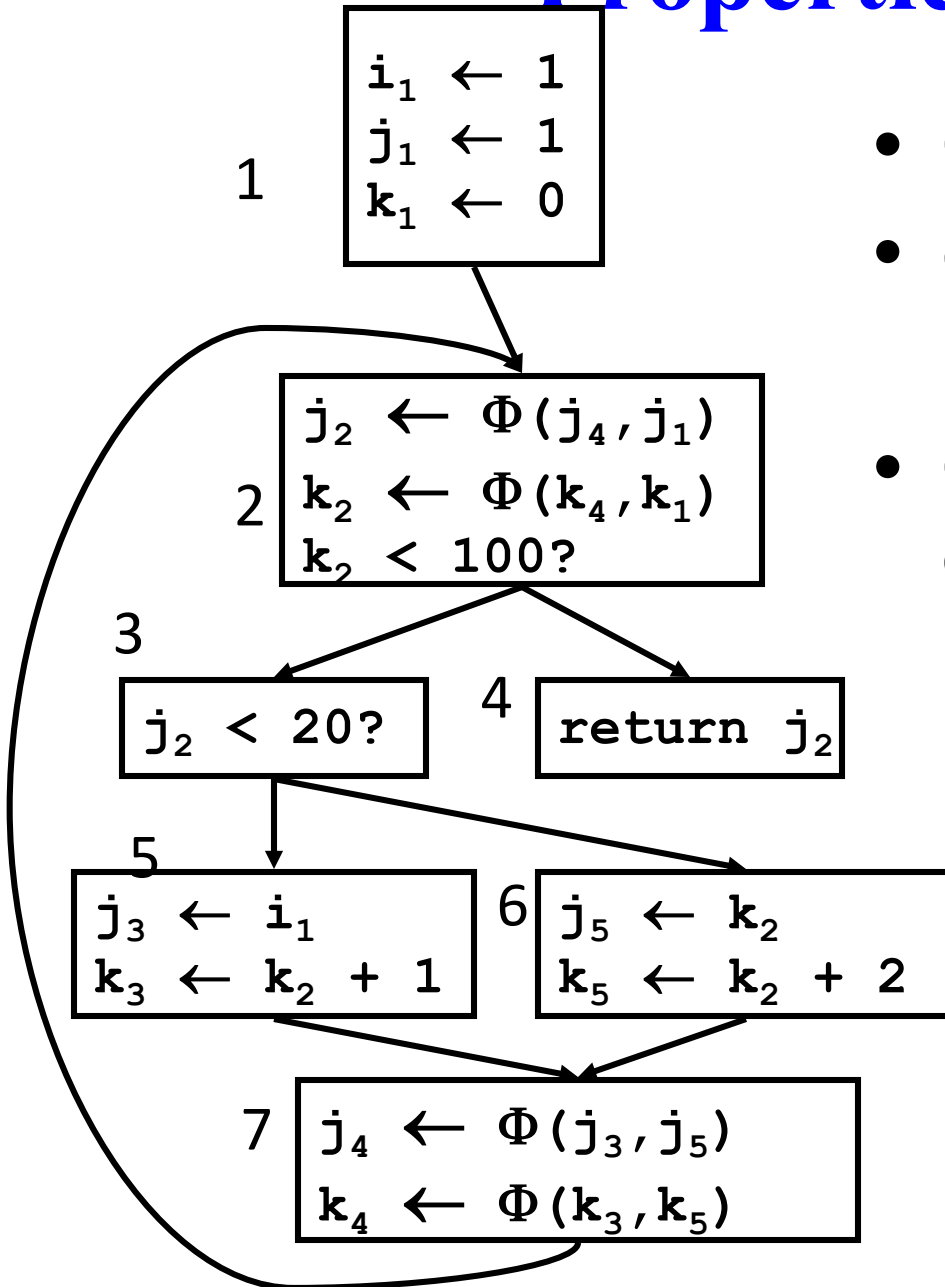 1
i₁ ← 1
j₁ ← 1
k₁ ← 0
2
j₂ ← Φ(j₄,j₁)
k₂ ← Φ(k₄,k₁)
k₂ < 100?
3
j₂ < 20?
4
return j₂
5
j₃ ← i₁
k₃ ← k₂ + 1
6
j₅ ← k₂
k₅ ← k₂ + 2
7
j₄ ← Φ(j₃,j₅)
k₄ ← Φ(k₃,k₅)